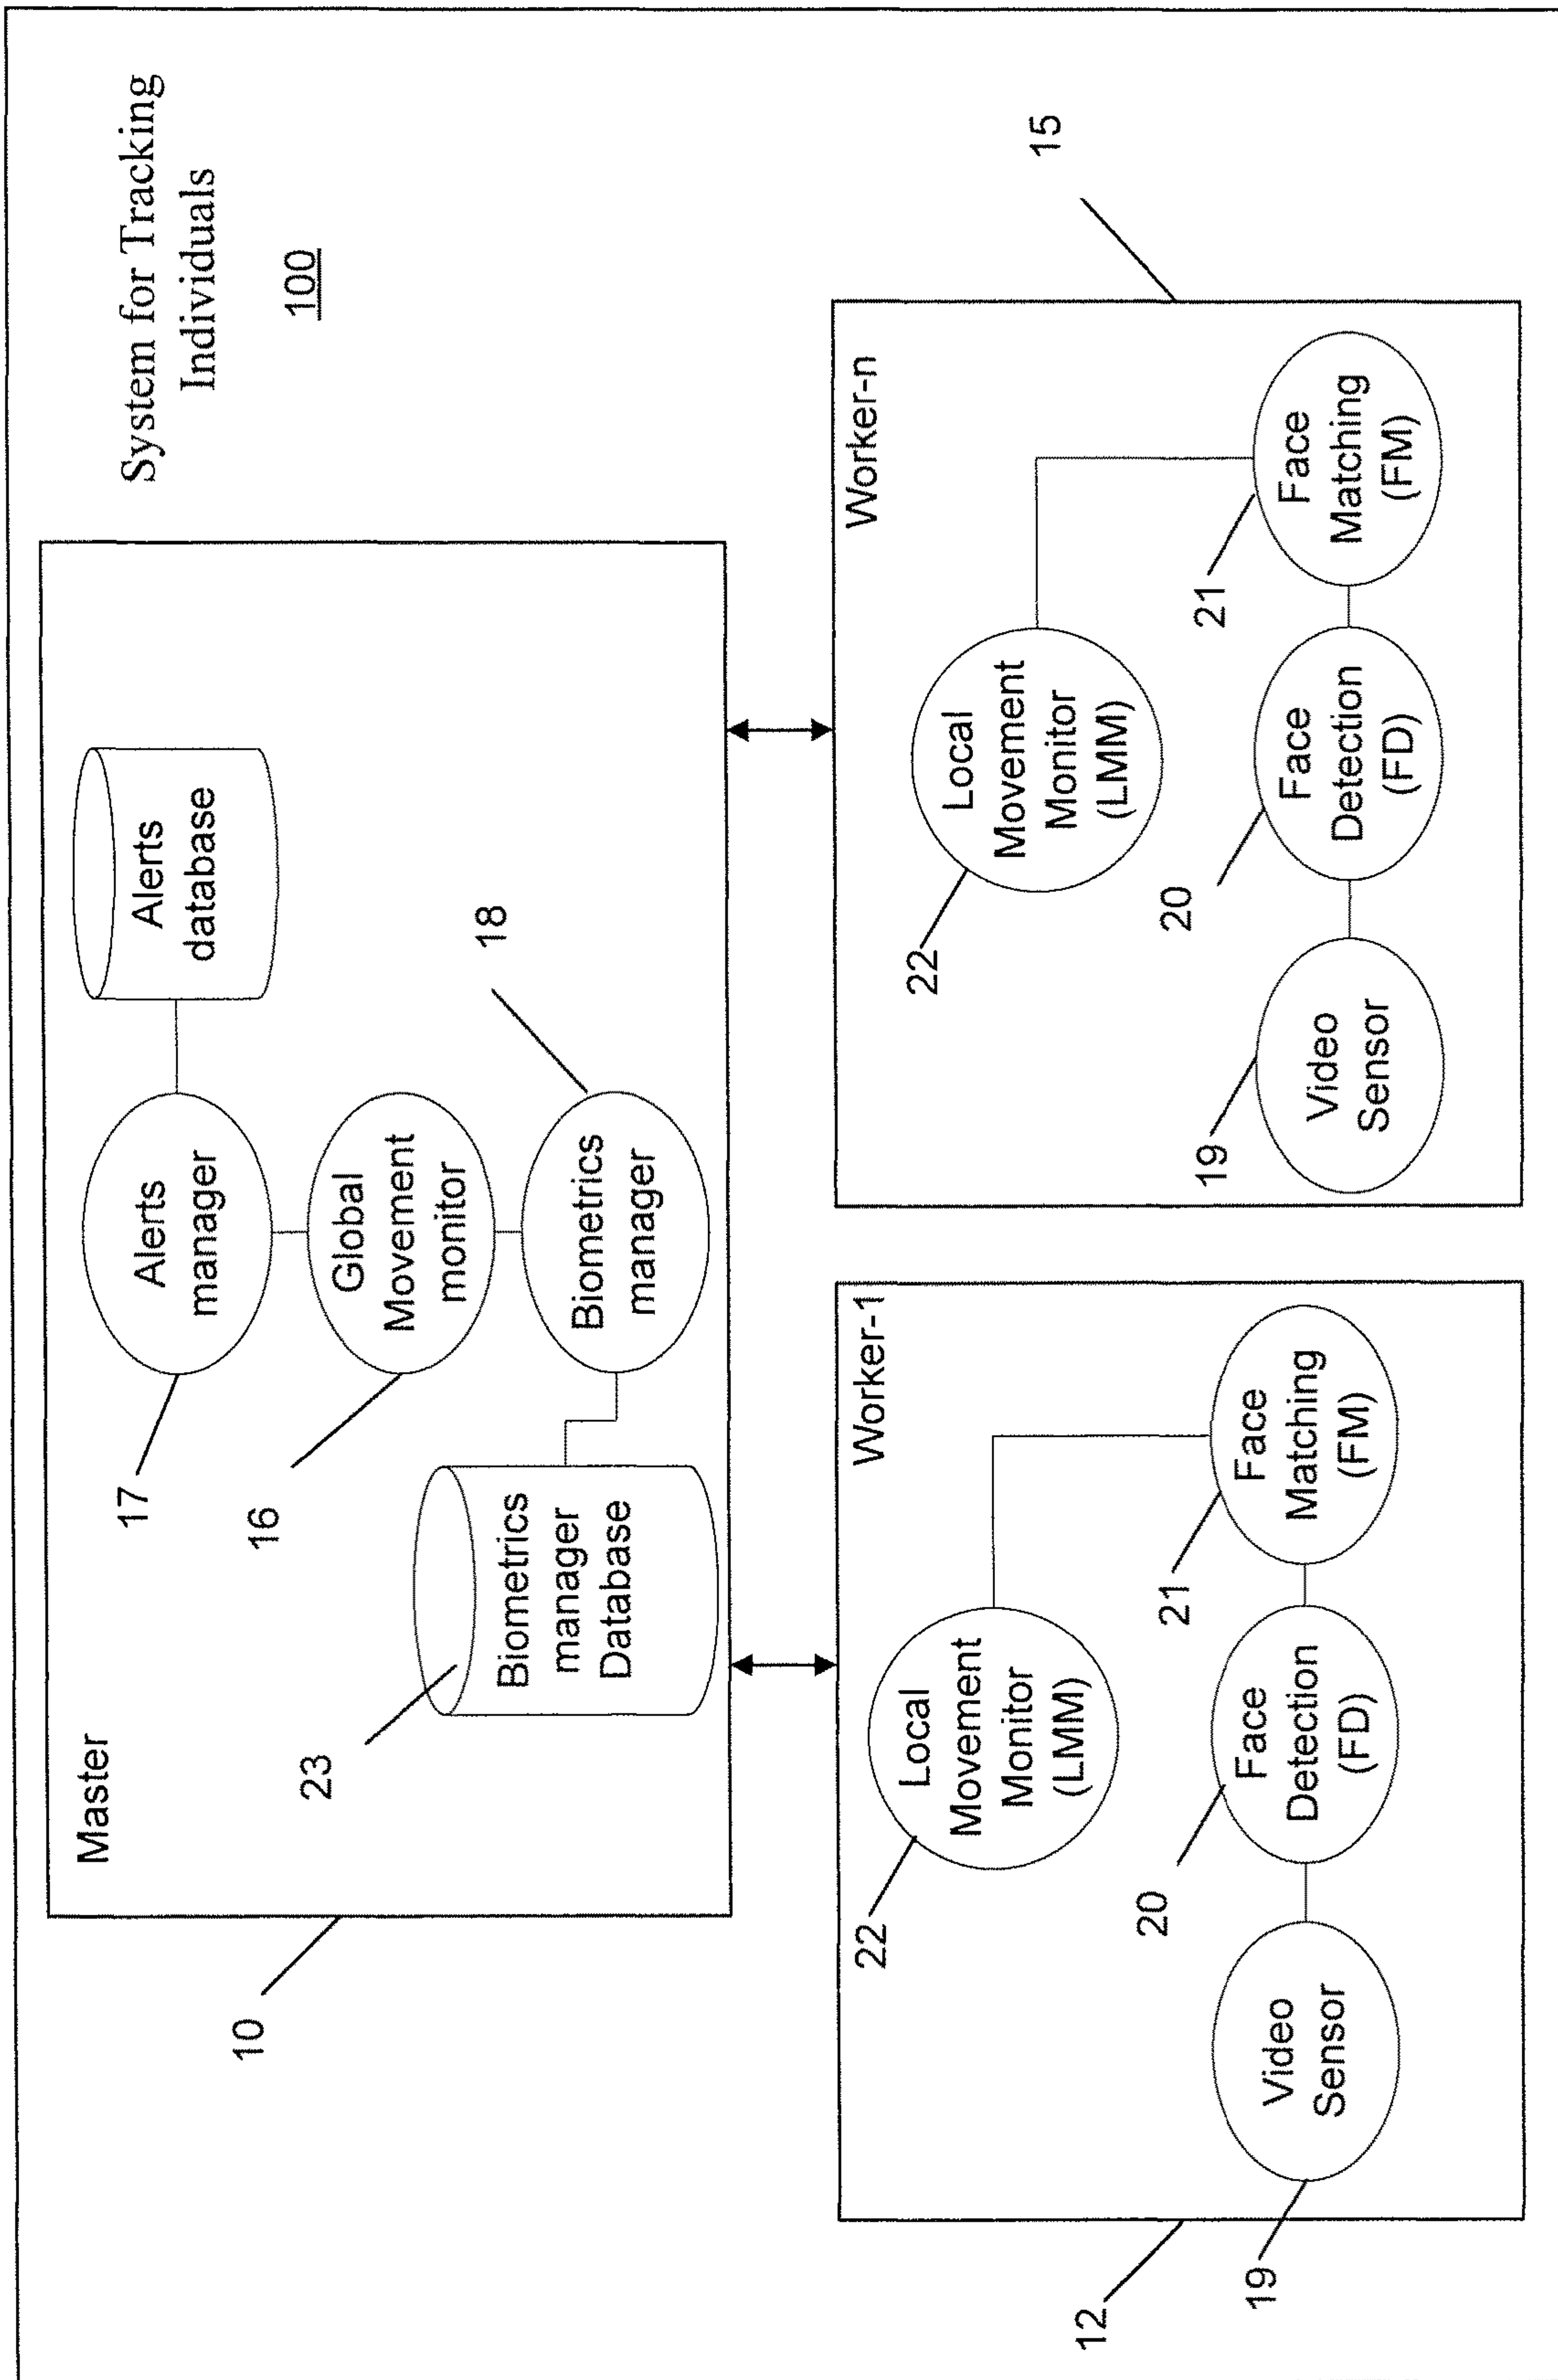 System for Tracking
Individuals
100
Master
10
Alerts
manager
17
Alerts
database
Global
Movement
monitor
16
Biometrics
manager
18
Biometrics
manager
Database
23
Worker-1
12
Local
Movement
Monitor
(LMM)
22
Video
Sensor
19
Face
Detection
(FD)
20
Face
Matching
(FM)
21
Worker-n
15
Local
Movement
Monitor
(LMM)
22
Video
Sensor
19
Face
Detection
(FD)
20
Face
Matching
(FM)
21